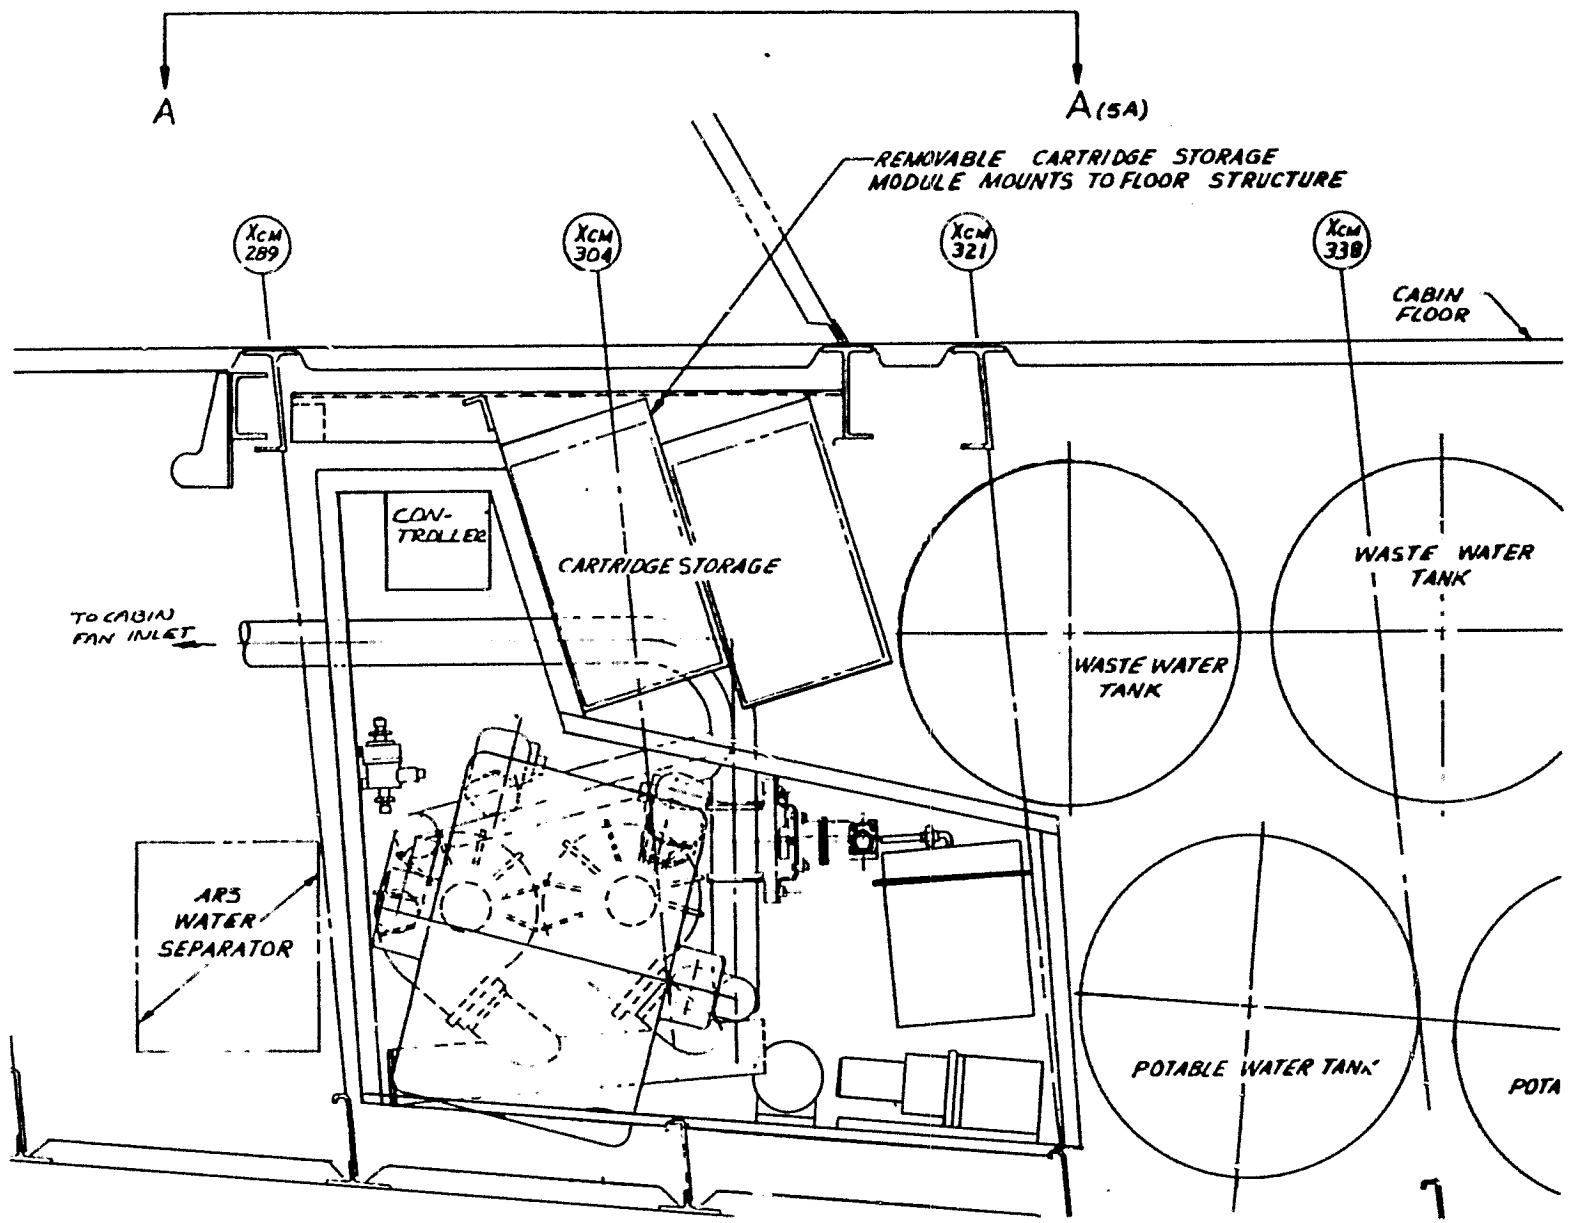 A
A (5A)
REMOVABLE CARTRIDGE STORAGE
MODULE MOUNTS TO FLOOR STRUCTURE
XCM
289
XCM
304
XCM
321
XCM
338
CABIN
FLOOR
CON-
TROLLER
CARTRIDGE STORAGE
WASTE WATER
TANK
TO CABIN
FAN INLET
WASTE WATER
TANK
ARS
WATER
SEPARATOR
POTABLE WATER TANK
POTA